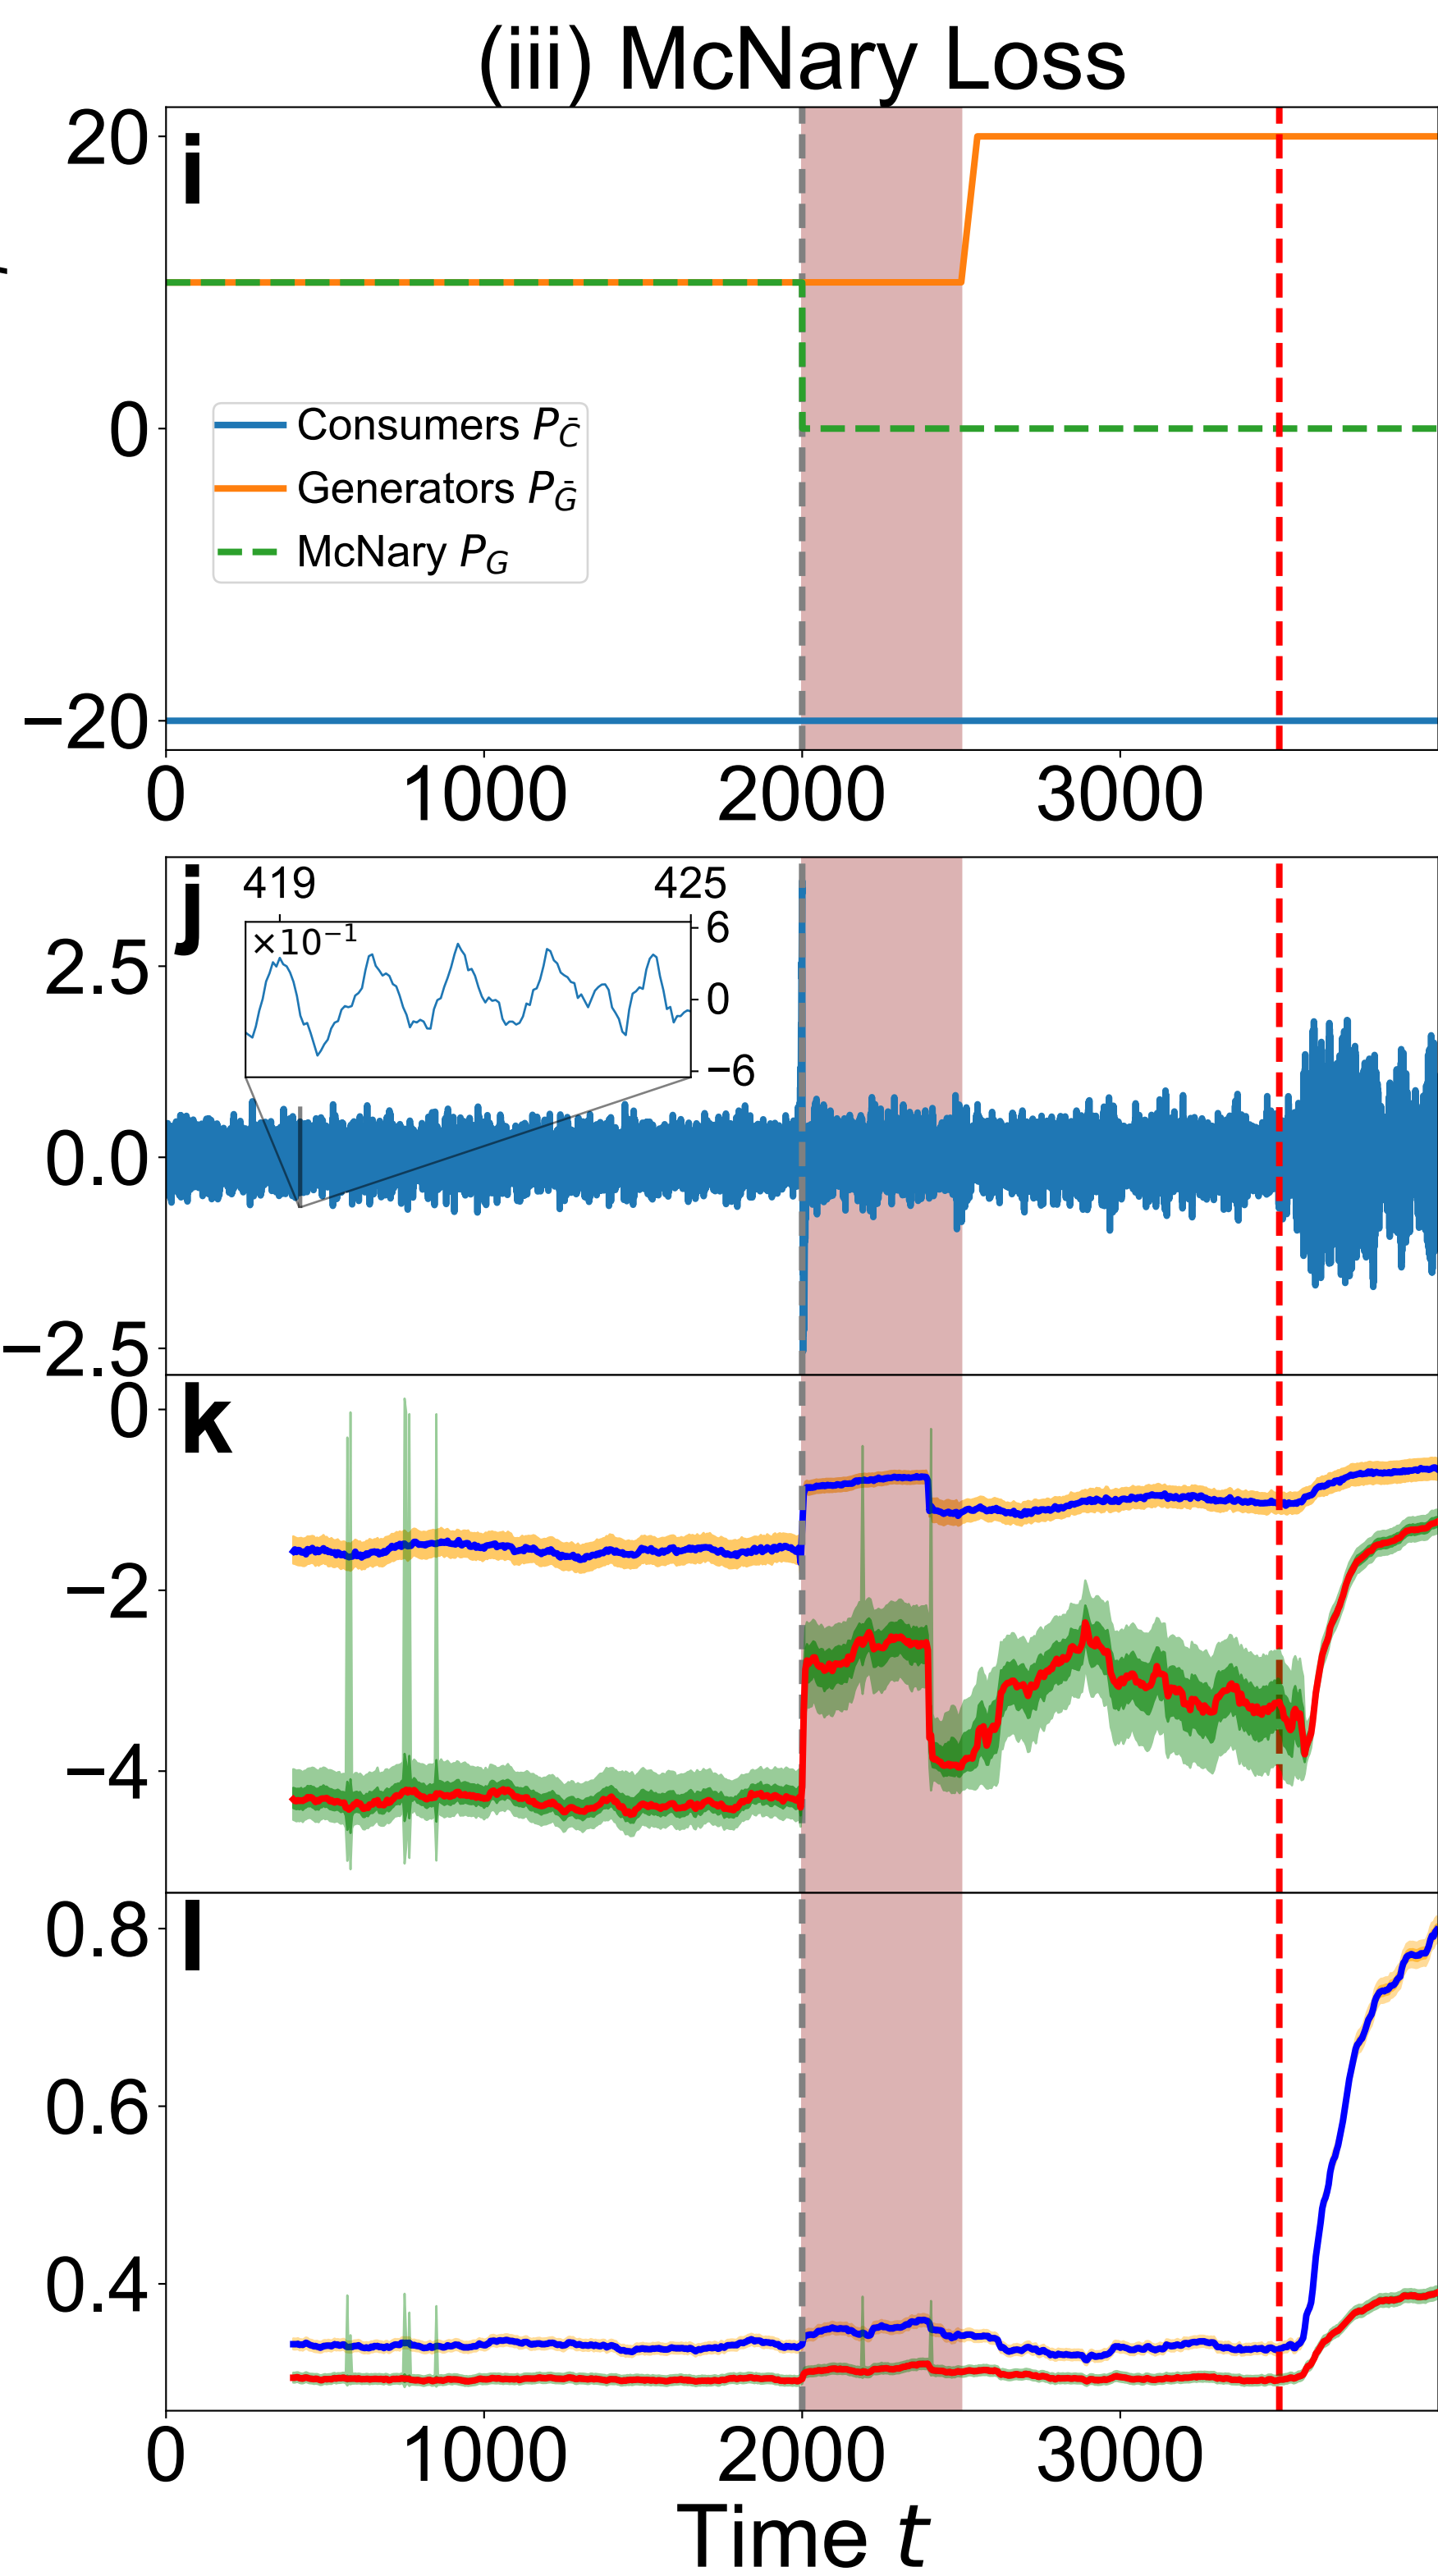 (iii) McNary Loss
i
20
0
−20
Consumers P_C̄
Generators P_Ḡ
McNary P_G
0 1000 2000 3000
j
419 425
×10⁻¹
6
0
−6
2.5
0.0
−2.5
k
0
−2
−4
l
0.8
0.6
0.4
0 1000 2000 3000
Time t